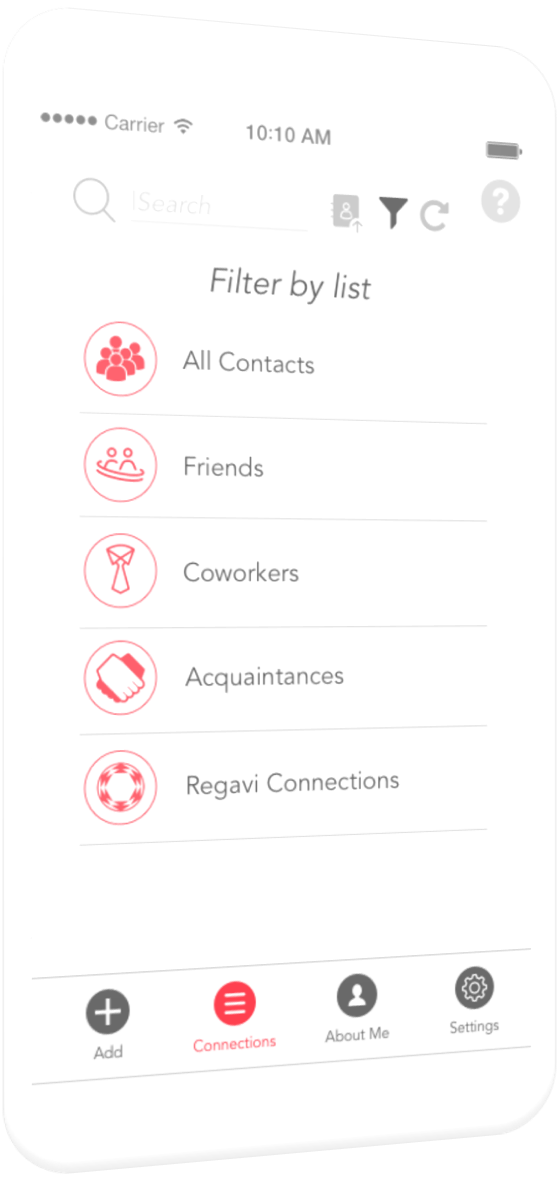 Carrier 10:10 AM
Search ?
Filter by list
All Contacts
Friends
Coworkers
Acquaintances
Regavi Connections
Add Connections About Me Settings